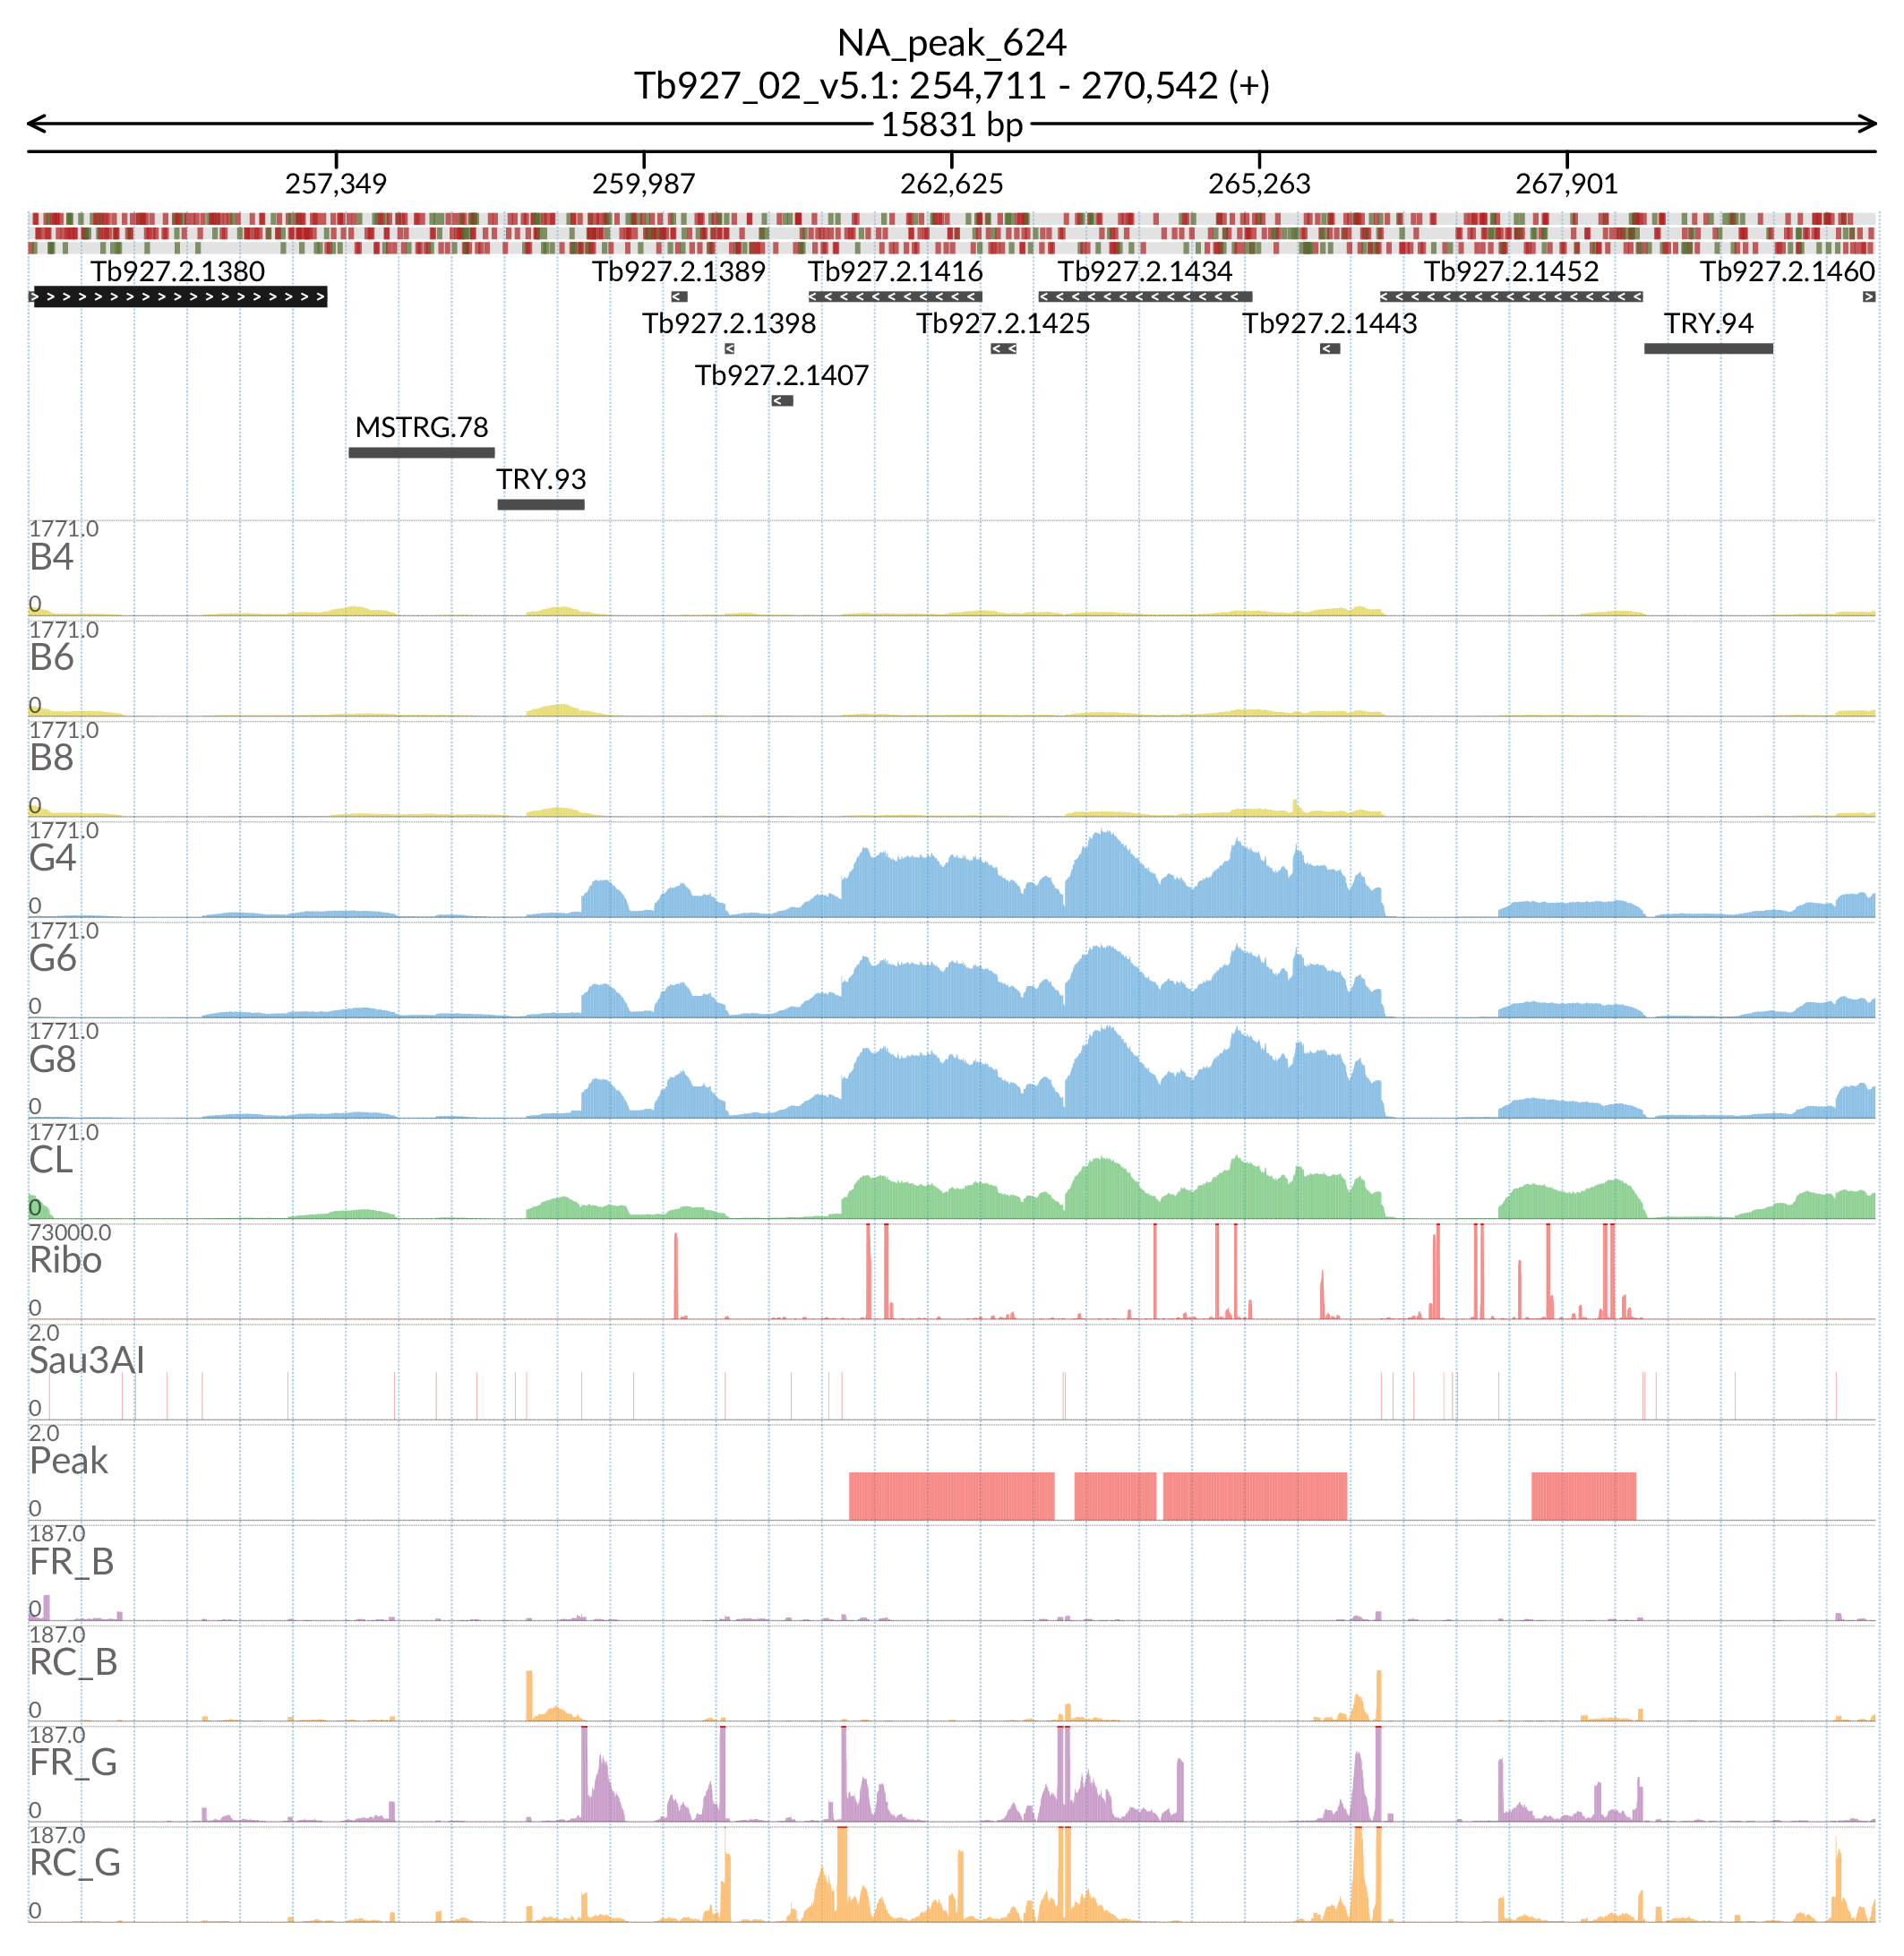 NA_peak_624
Tb927_02_v5.1: 254,711 - 270,542 (+)
15831 bp
257,349 259,987 262,625 265,263 267,901
Tb927.2.1380 Tb927.2.1389 Tb927.2.1416 Tb927.2.1434 Tb927.2.1452 Tb927.2.1460
Tb927.2.1398 Tb927.2.1425 Tb927.2.1443 TRY.94
Tb927.2.1407
MSTRG.78
TRY.93
1771.0
B4
0
1771.0
B6
0
1771.0
B8
0
1771.0
G4
0
1771.0
G6
0
1771.0
G8
0
1771.0
CL
0
73000.0
Ribo
0
2.0
Sau3AI
0
2.0
Peak
0
187.0
FR_B
0
187.0
RC_B
0
187.0
FR_G
0
187.0
RC_G
0